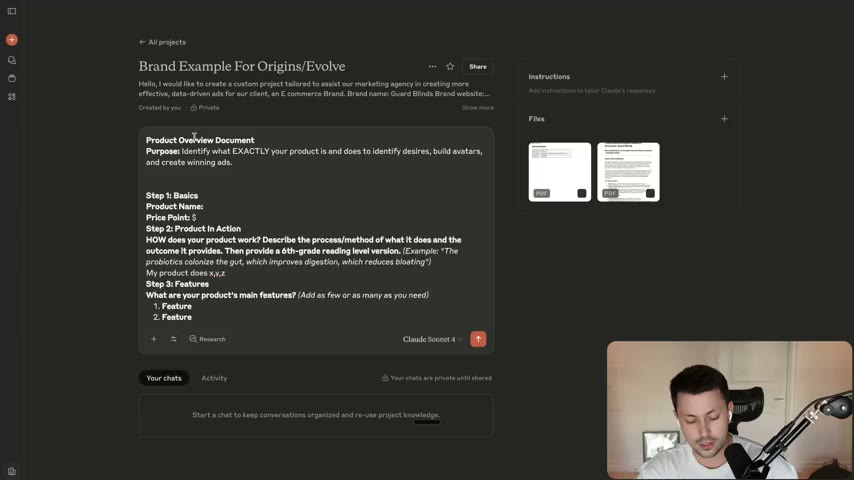 ← All projects
Brand Example For Origins/Evolve
Share
Hello, I would like to create a custom project tailored to assist our marketing agency in creating more
effective, data-driven ads for our client, an E commerce Brand. Brand name: Guard Blinds Brand website:...
Created by you
Private
Show more
Product Overview Document
Purpose: Identify what EXACTLY your product is and does to identify desires, build avatars,
and create winning ads.
Step 1: Basics
Product Name:
Price Point: $
Step 2: Product In Action
HOW does your product work? Describe the process/method of what it does and the
outcome it provides. Then provide a 6th-grade reading level version. (Example: “The
probiotics colonize the gut, which improves digestion, which reduces bloating”)
My product does x,y,z
Step 3: Features
What are your product's main features? (Add as few or as many as you need)
1. Feature
2. Feature
Research
Claude Sonnet 4
Your chats
Activity
Your chats are private until shared
Start a chat to keep conversations organized and re-use project knowledge.
Instructions
Add instructions to tailor Claude's responses
Files
PDF
PDF